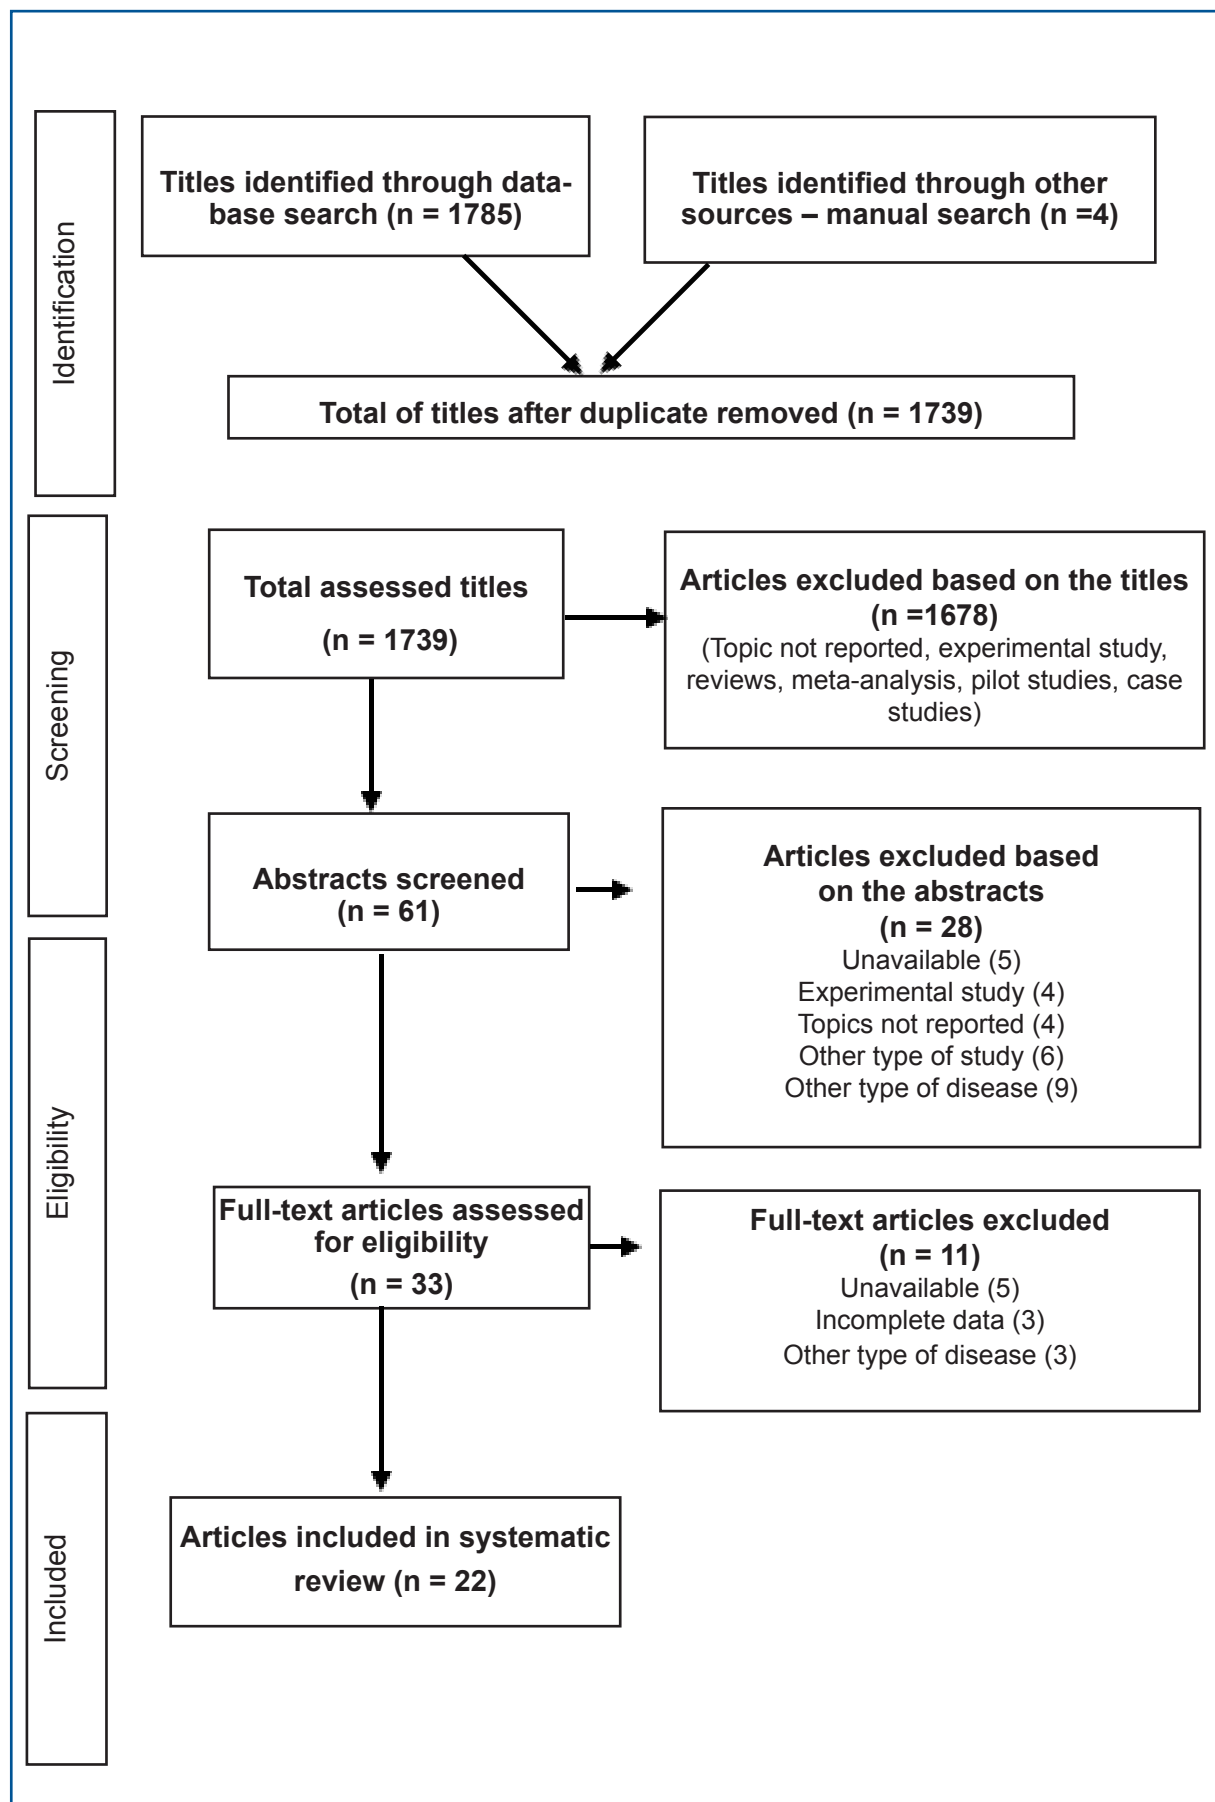 Identification
Titles identified through data-
base search (n = 1785)
Titles identified through other
sources – manual search (n =4)
Total of titles after duplicate removed (n = 1739)
Screening
Total assessed titles
(n = 1739)
Articles excluded based on the titles
(n =1678)
(Topic not reported, experimental study,
reviews, meta-analysis, pilot studies, case
studies)
Abstracts screened
(n = 61)
Articles excluded based
on the abstracts
(n = 28)
Unavailable (5)
Experimental study (4)
Topics not reported (4)
Other type of study (6)
Other type of disease (9)
Eligibility
Full-text articles assessed
for eligibility
(n = 33)
Full-text articles excluded
(n = 11)
Unavailable (5)
Incomplete data (3)
Other type of disease (3)
Included
Articles included in systematic
review (n = 22)